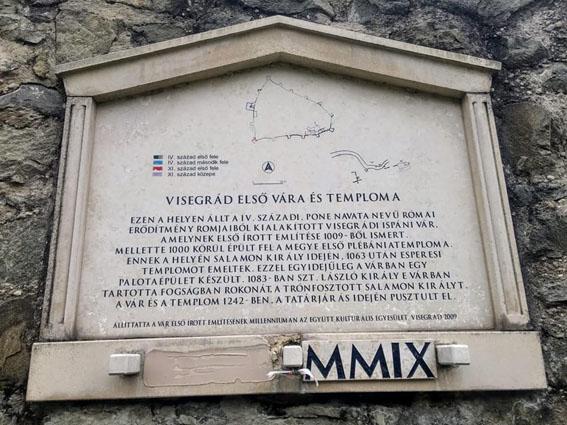 IV. század első fele
IV. század második fele
XI. század első fele
XI. század közepe
VISEGRÁD ELSŐ VÁRA ÉS TEMPLOMA
EZEN A HELYEN ÁLLT A IV. SZÁZADI, PONE NAVATA NEVŰ RÓMAI
ERŐDÍTMÉNY ROMJAIBÓL KIALAKÍTOTT VISEGRÁDI ISPÁNI VÁR,
AMELYNEK ELSŐ ÍROTT EMLÍTÉSE 1009-BŐL ISMERT.
MELLETTE 1000 KÖRÜL ÉPÜLT FEL A MEGYE ELSŐ PLÉBÁNIATEMPLOMA.
ENNEK A HELYÉN SALAMON KIRÁLY IDEJÉN, 1063 UTÁN ESPERESI
TEMPLOMOT EMELTEK. EZZEL EGYIDEJŰLEG A VÁRBAN EGY
PALOTAÉPÜLET KÉSZÜLT. 1083-BAN SZT. LÁSZLÓ KIRÁLY E VÁRBAN
TARTOTTA FOGSÁGBAN ROKONÁT, A TRÓNFOSZTOTT SALAMON KIRÁLYT.
A VÁR ÉS A TEMPLOM 1242-BEN, A TATÁRJÁRÁS IDEJÉN PUSZTULT EL.
ÁLLÍTTATTA A VÁR ELSŐ ÍROTT EMLÍTÉSÉNEK MILLENNIUMÁN AZ EGYÜTT KULTURÁLIS EGYESÜLET, VISEGRÁD 2009
MMIX